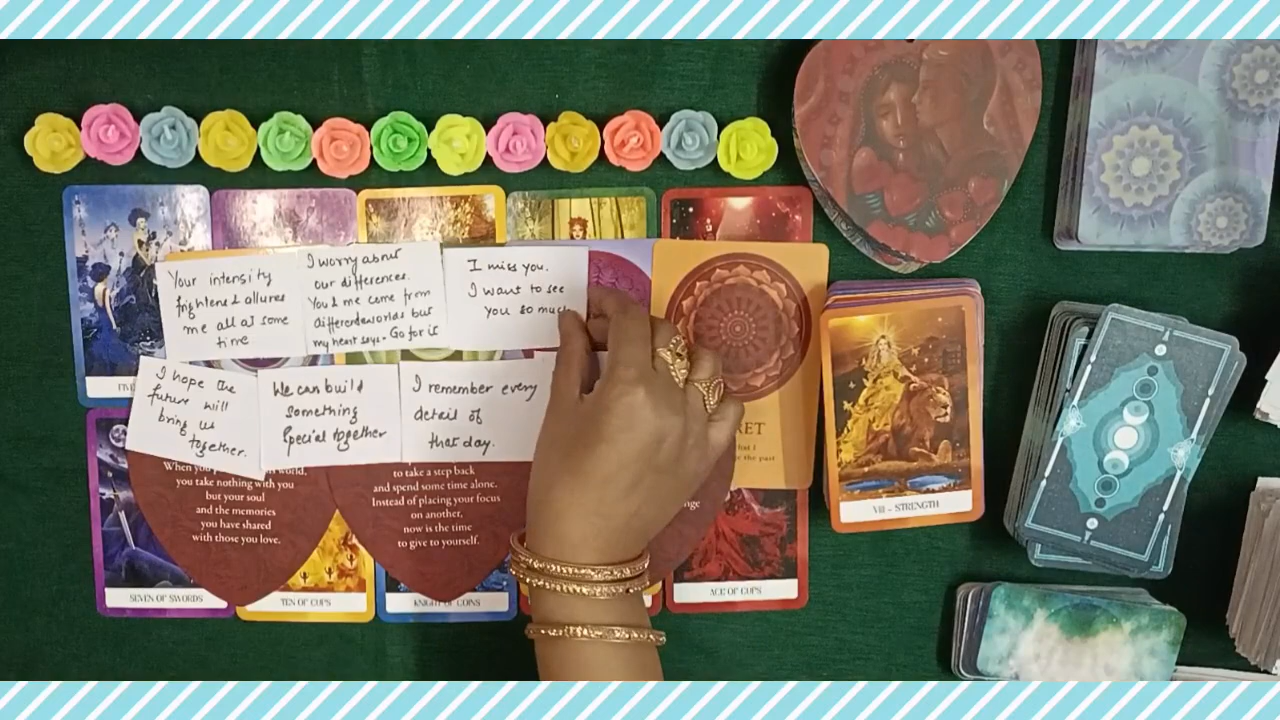 Your intensity
frightens & allures
me all at same
time
I worry about
our differences.
You & me come from
different worlds but
my heart says - Go for it
I miss you.
I want to see
you so much
I hope the
future will
bring us
together.
We can build
something
special together
I remember every
detail of
that day.
When you world,
you take nothing with you
but your soul
and the memories
you have shared
with those you love.
to take a step back
and spend some time alone.
Instead of placing your focus
on another,
now is the time
to give to yourself.
the past
VII - STRENGTH
SEVEN OF SWORDS
TEN OF CUPS
KNIGHT OF COINS
ACE OF CUPS